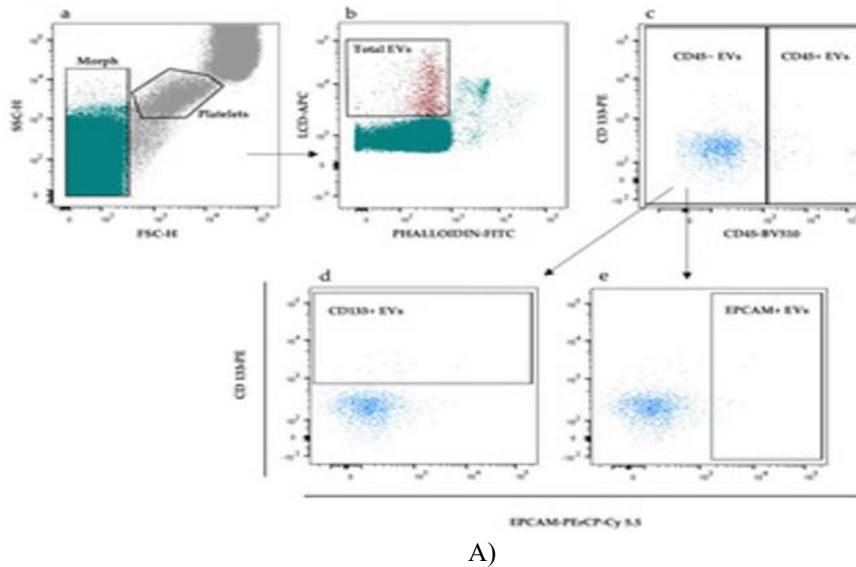 a
b
c
Morph
Platelets
SSC-H
FSC-H
Total EVs
LCD-APC
PHALLOIDIN-FITC
CD45- EVs
CD45+ EVs
CD 133-PE
CD45-BV510
d
e
CD133+ EVs
EPCAM+ EVs
CD 133-PE
EPCAM-PErCP-Cy 5.5
A)